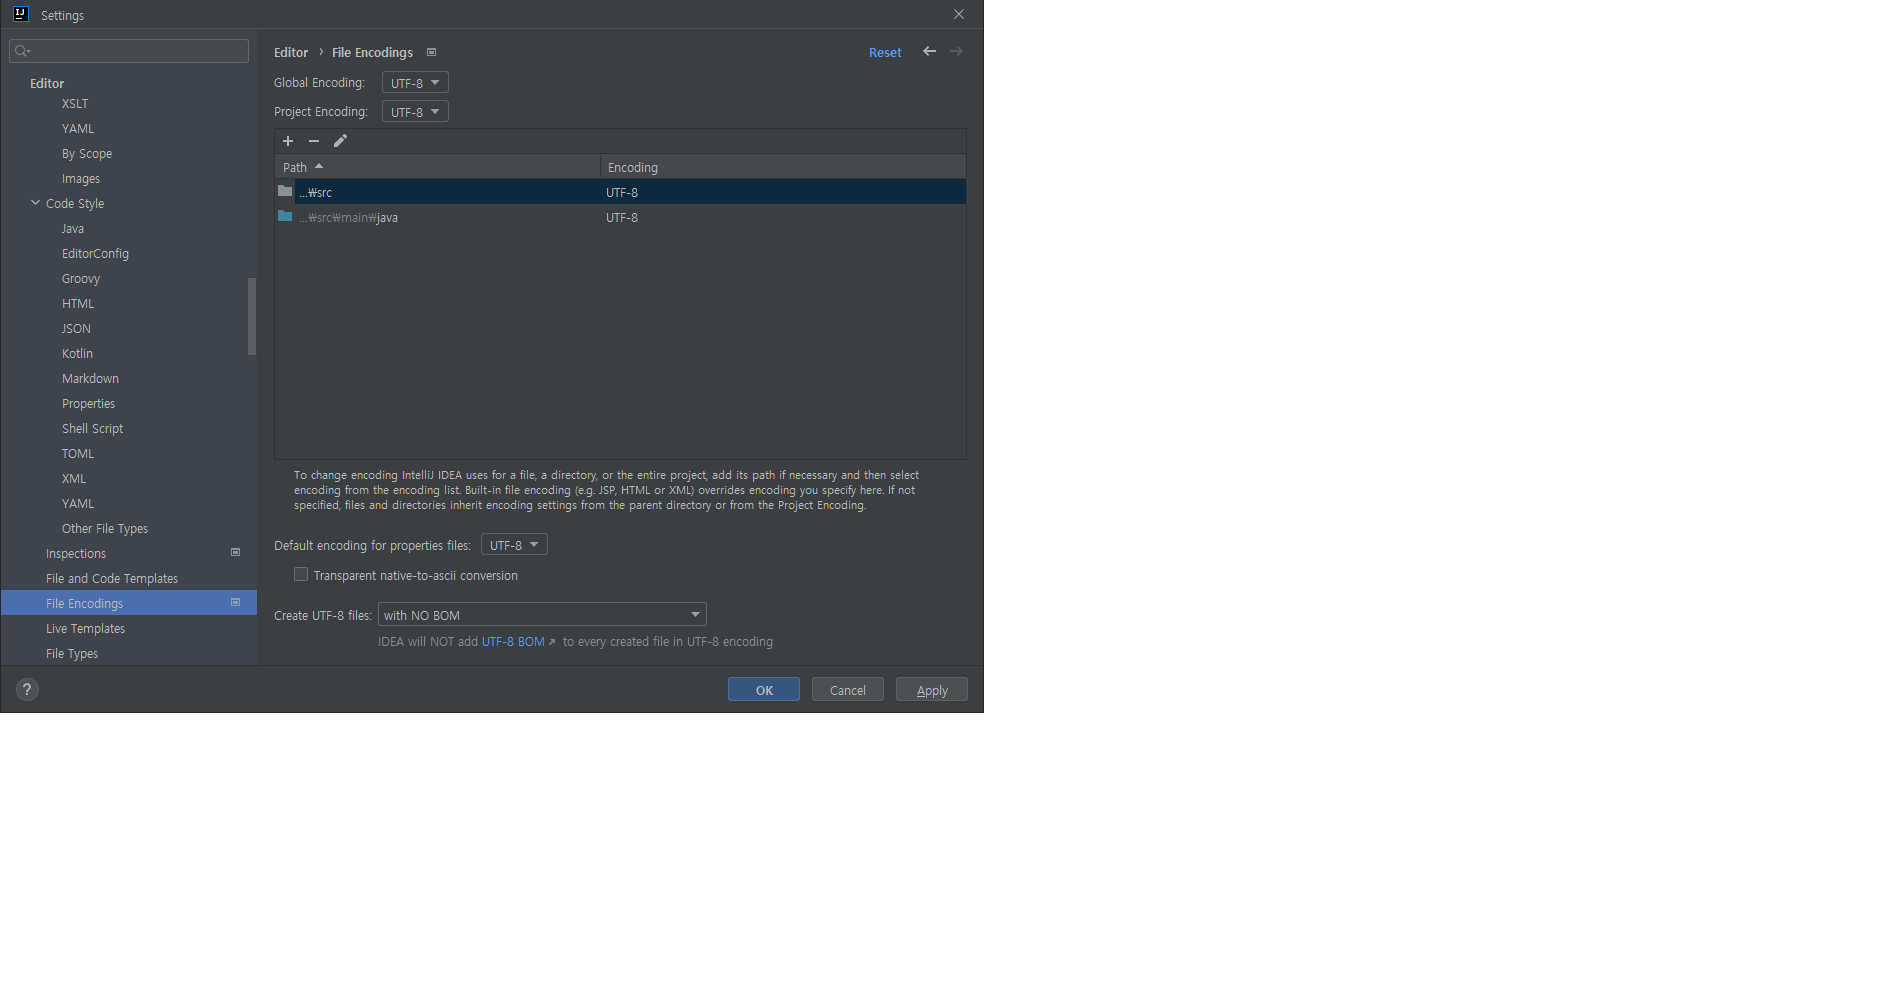 IJ Settings
Editor
XSLT
YAML
By Scope
Images
Code Style
Java
EditorConfig
Groovy
HTML
JSON
Kotlin
Markdown
Properties
Shell Script
TOML
XML
YAML
Other File Types
Inspections
File and Code Templates
File Encodings
Live Templates
File Types
?
Editor › File Encodings
Reset
Global Encoding: UTF-8
Project Encoding: UTF-8
Path Encoding
...₩src UTF-8
...₩src₩main₩java UTF-8
To change encoding IntelliJ IDEA uses for a file, a directory, or the entire project, add its path if necessary and then select
encoding from the encoding list. Built-in file encoding (e.g. JSP, HTML or XML) overrides encoding you specify here. If not
specified, files and directories inherit encoding settings from the parent directory or from the Project Encoding.
Default encoding for properties files: UTF-8
Transparent native-to-ascii conversion
Create UTF-8 files: with NO BOM
IDEA will NOT add UTF-8 BOM ↗ to every created file in UTF-8 encoding
OK Cancel Apply